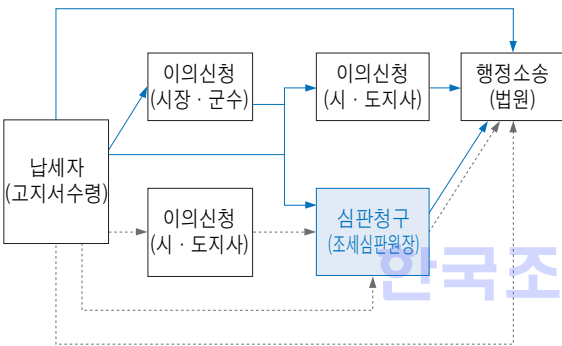 이의신청
(시장 · 군수)
이의신청
(시 · 도지사)
행정소송
(법원)
납세자
(고지서수령)
이의신청
(시 · 도지사)
심판청구
(조세심판원장)
한국조